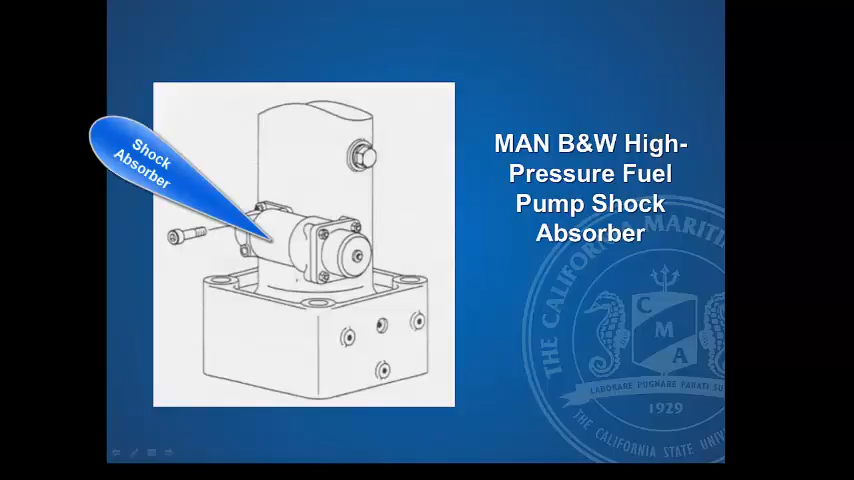 MAN B&W High-
Pressure Fuel
Pump Shock
Absorber
Shock
Absorber
THE CALIFORNIA MARITI
C
M
A
LABORARE PUGNARE PARATI SU
1929
THE CALIFORNIA STATE UNIV